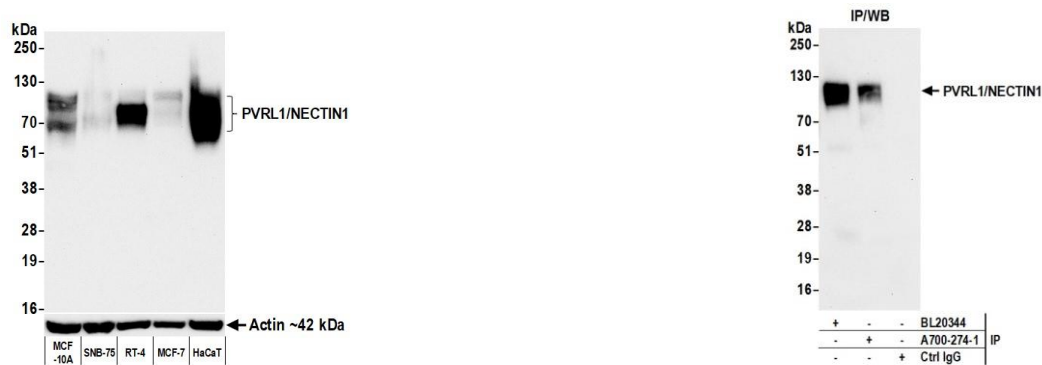 kDa
250-
130-
70-
51-
38-
28-
19-
16-
PVRL1/NECTIN1
Actin ~42 kDa
MCF
-10A
SNB-75
RT-4
MCF-7
HaCaT
IP/WB
kDa
250-
130-
70-
51-
38-
28-
19-
16-
PVRL1/NECTIN1
+ - - BL20344
- + - A700-274-1
- - + Ctrl IgG
IP